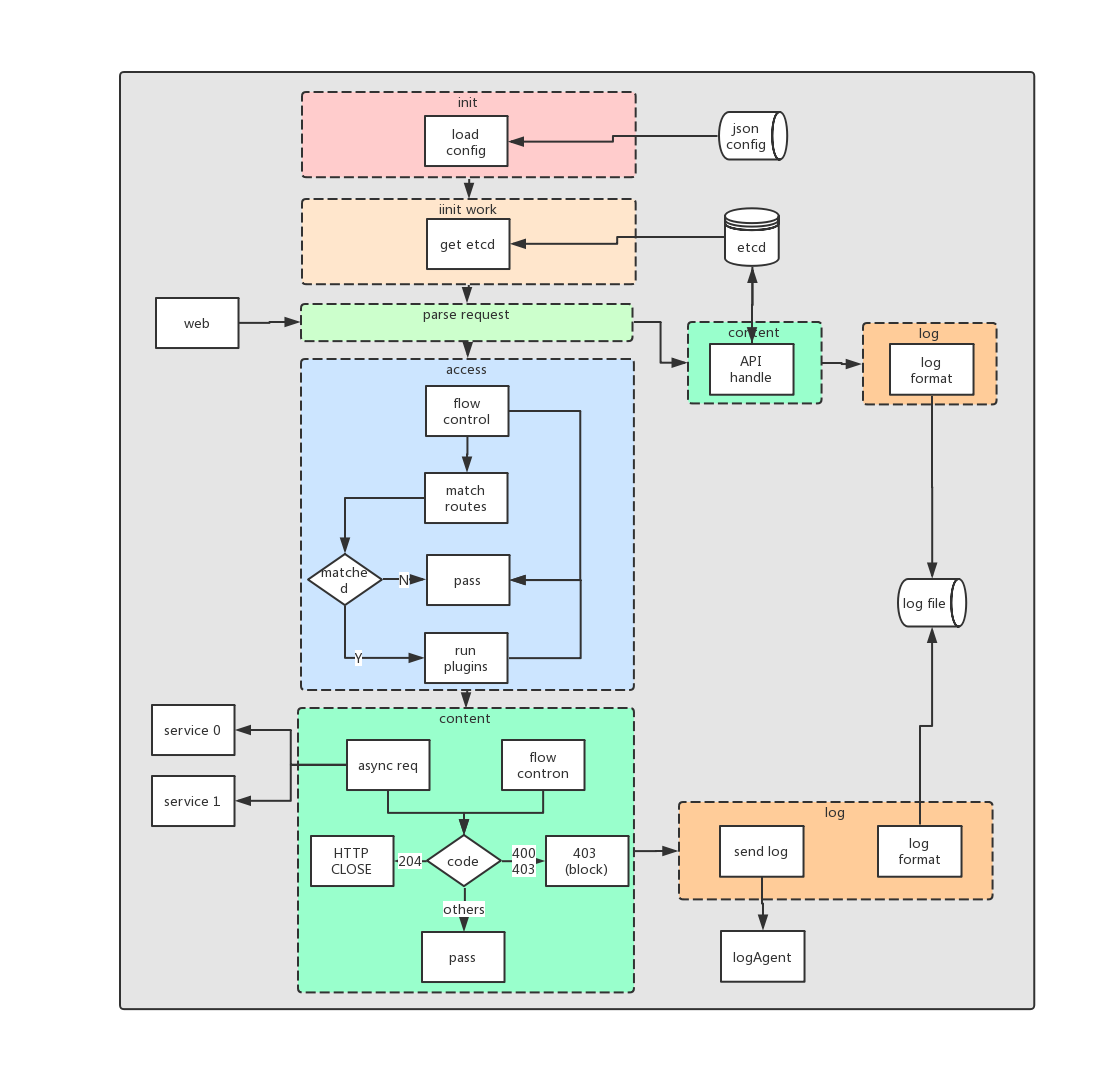 init
load
config
json
config
iinit work
get etcd
etcd
web
parse request
content
API
handle
log
log
format
access
flow
control
match
routes
matche
d
N
pass
log file
Y
run
plugins
content
service 0
async req
flow
contron
service 1
log
HTTP
CLOSE
204
code
400
403
403
(block)
send log
log
format
others
pass
logAgent